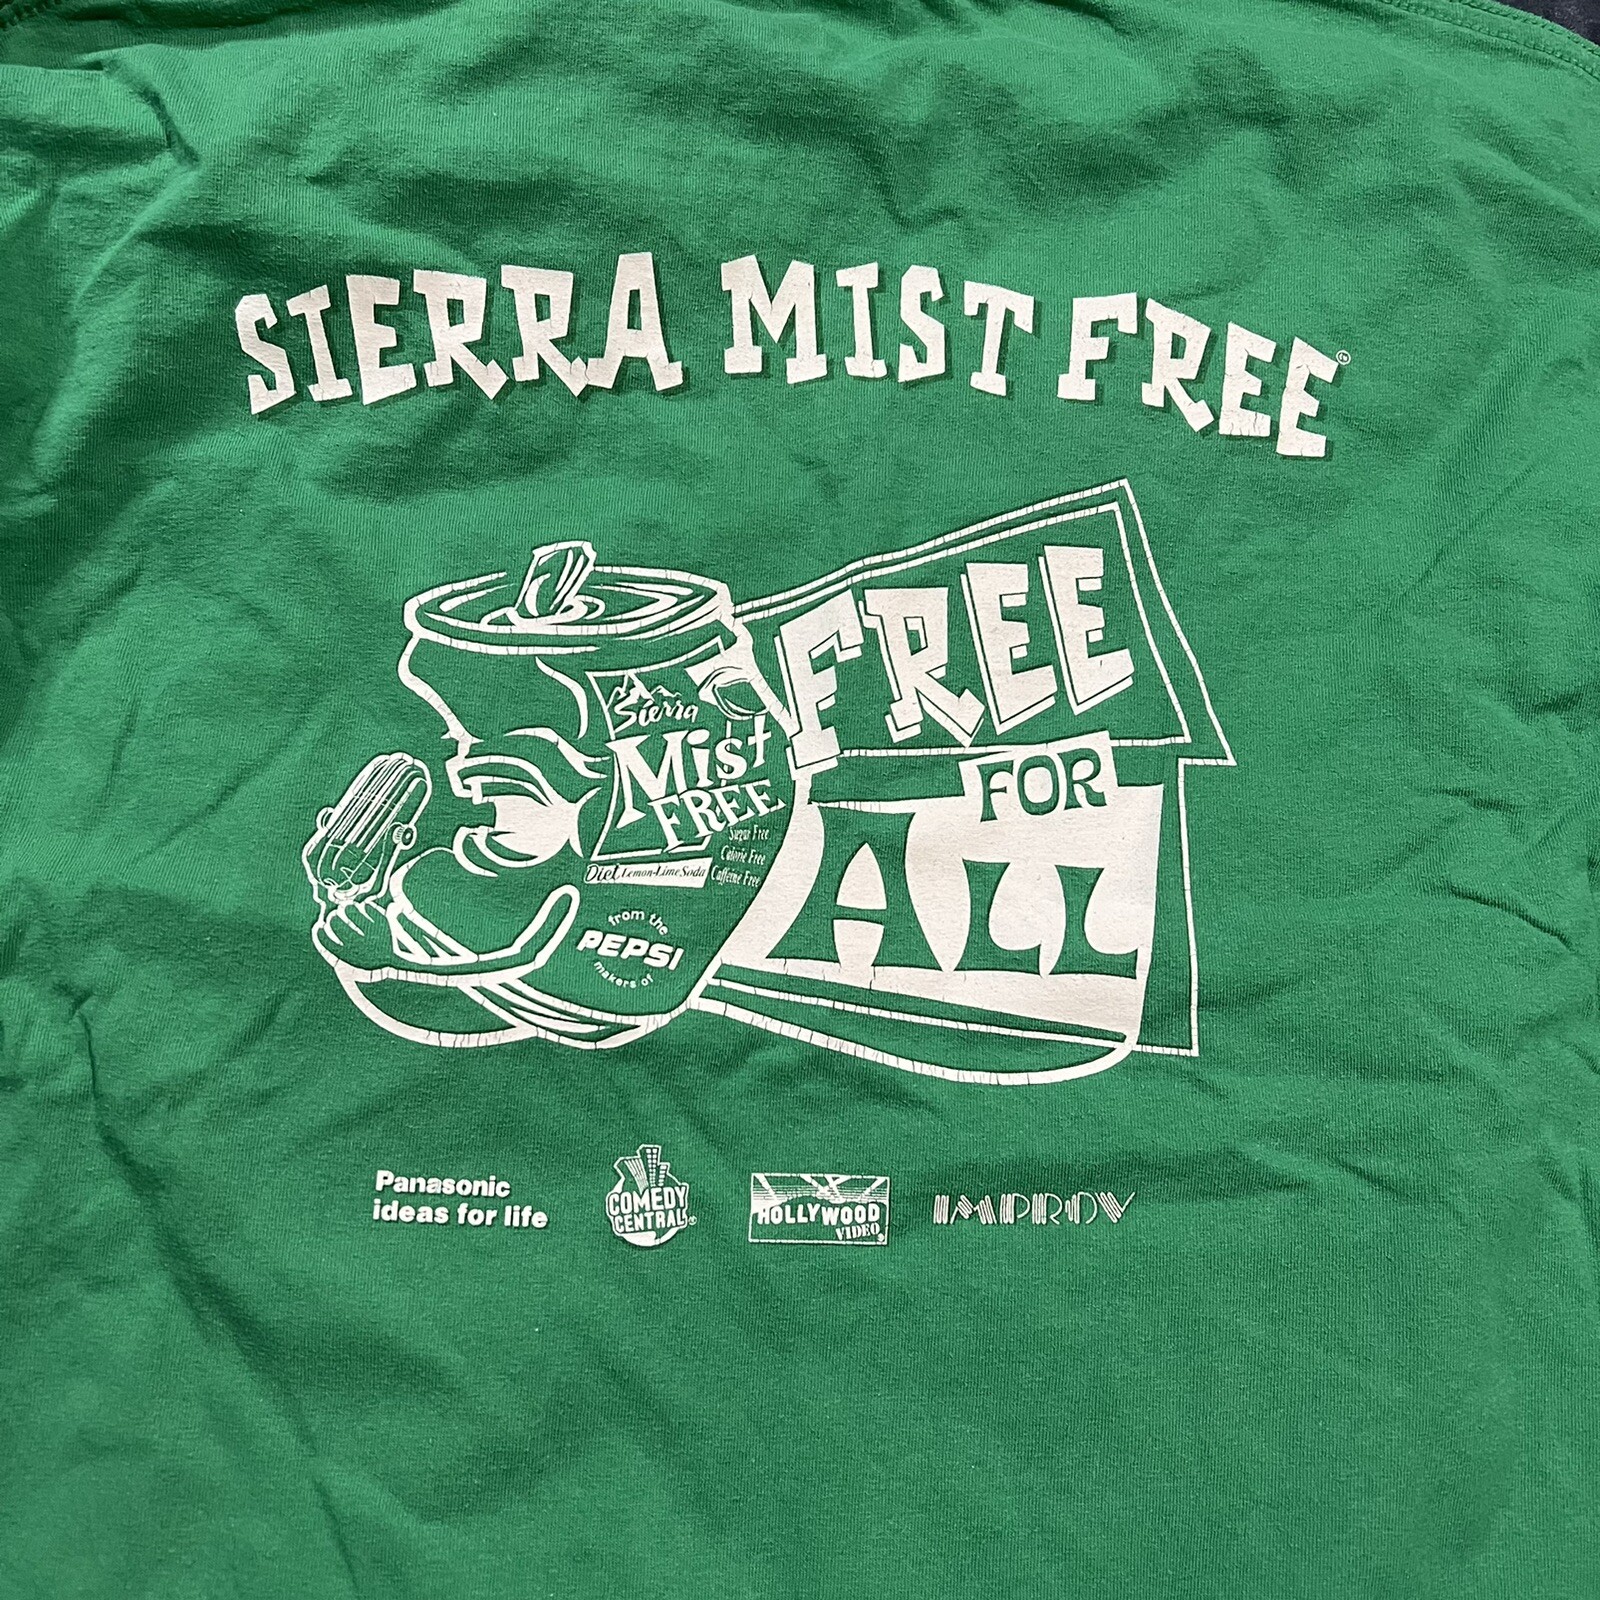 SIERRA MIST FREE
FREE
FOR
ALL
Sierra
Mist
FREE
Sugar Free
Calorie Free
Caffeine Free
Diet Lemon-Lime Soda
from the
PEPSI
makers of
Panasonic
ideas for life
COMEDY
CENTRAL®
HOLLYWOOD
VIDEO®
IMPROV